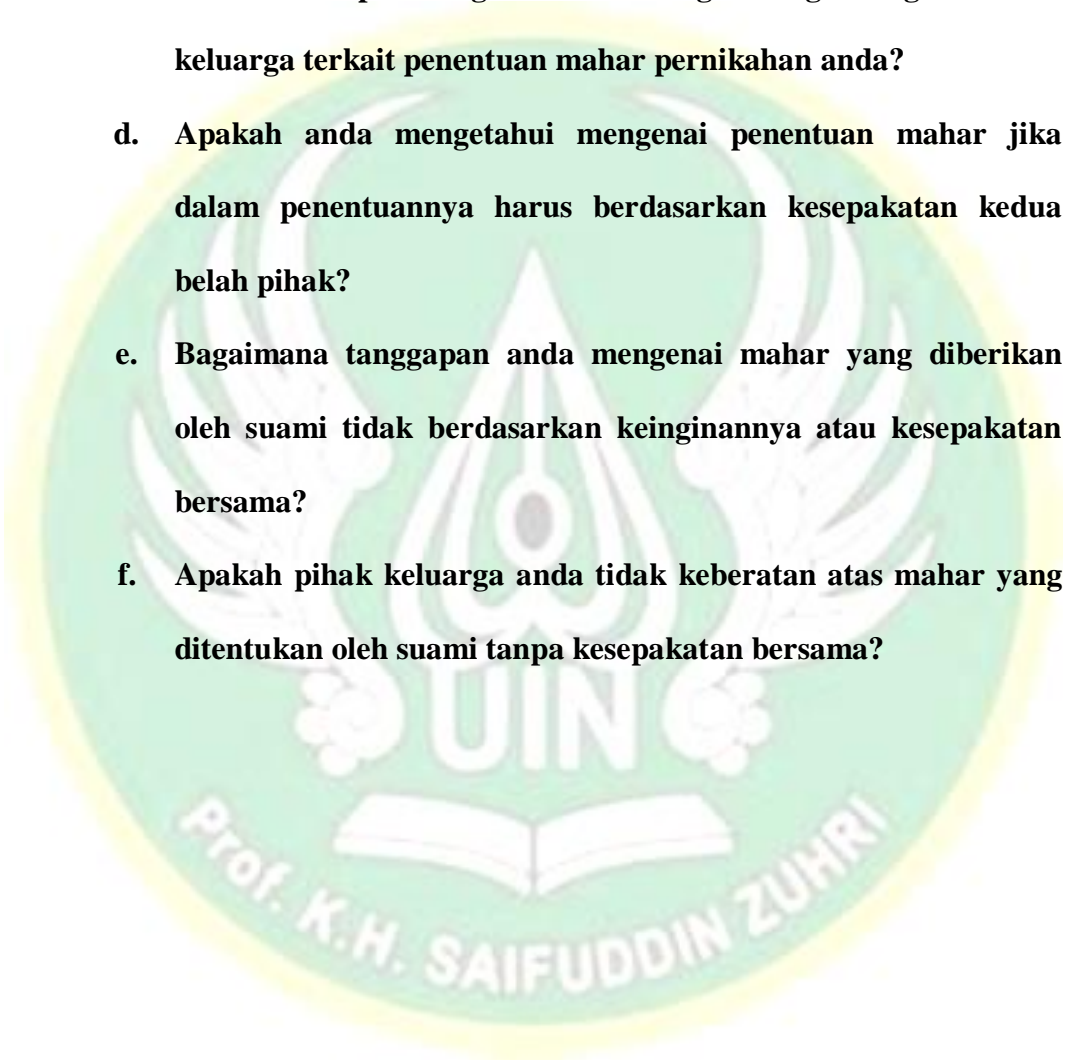 keluarga terkait penentuan mahar pernikahan anda?
d. Apakah anda mengetahui mengenai penentuan mahar jika
dalam penentuannya harus berdasarkan kesepakatan kedua
belah pihak?
e. Bagaimana tanggapan anda mengenai mahar yang diberikan
oleh suami tidak berdasarkan keinginannya atau kesepakatan
bersama?
f. Apakah pihak keluarga anda tidak keberatan atas mahar yang
ditentukan oleh suami tanpa kesepakatan bersama?
UIN
Prof. K.H. SAIFUDDIN ZUHRI